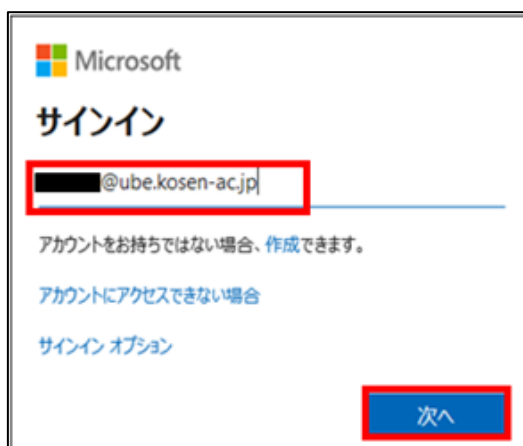 Microsoft
サインイン
@ube.kosen-ac.jp
アカウントをお持ちではない場合、作成できます。
アカウントにアクセスできない場合
サインイン オプション
次へ